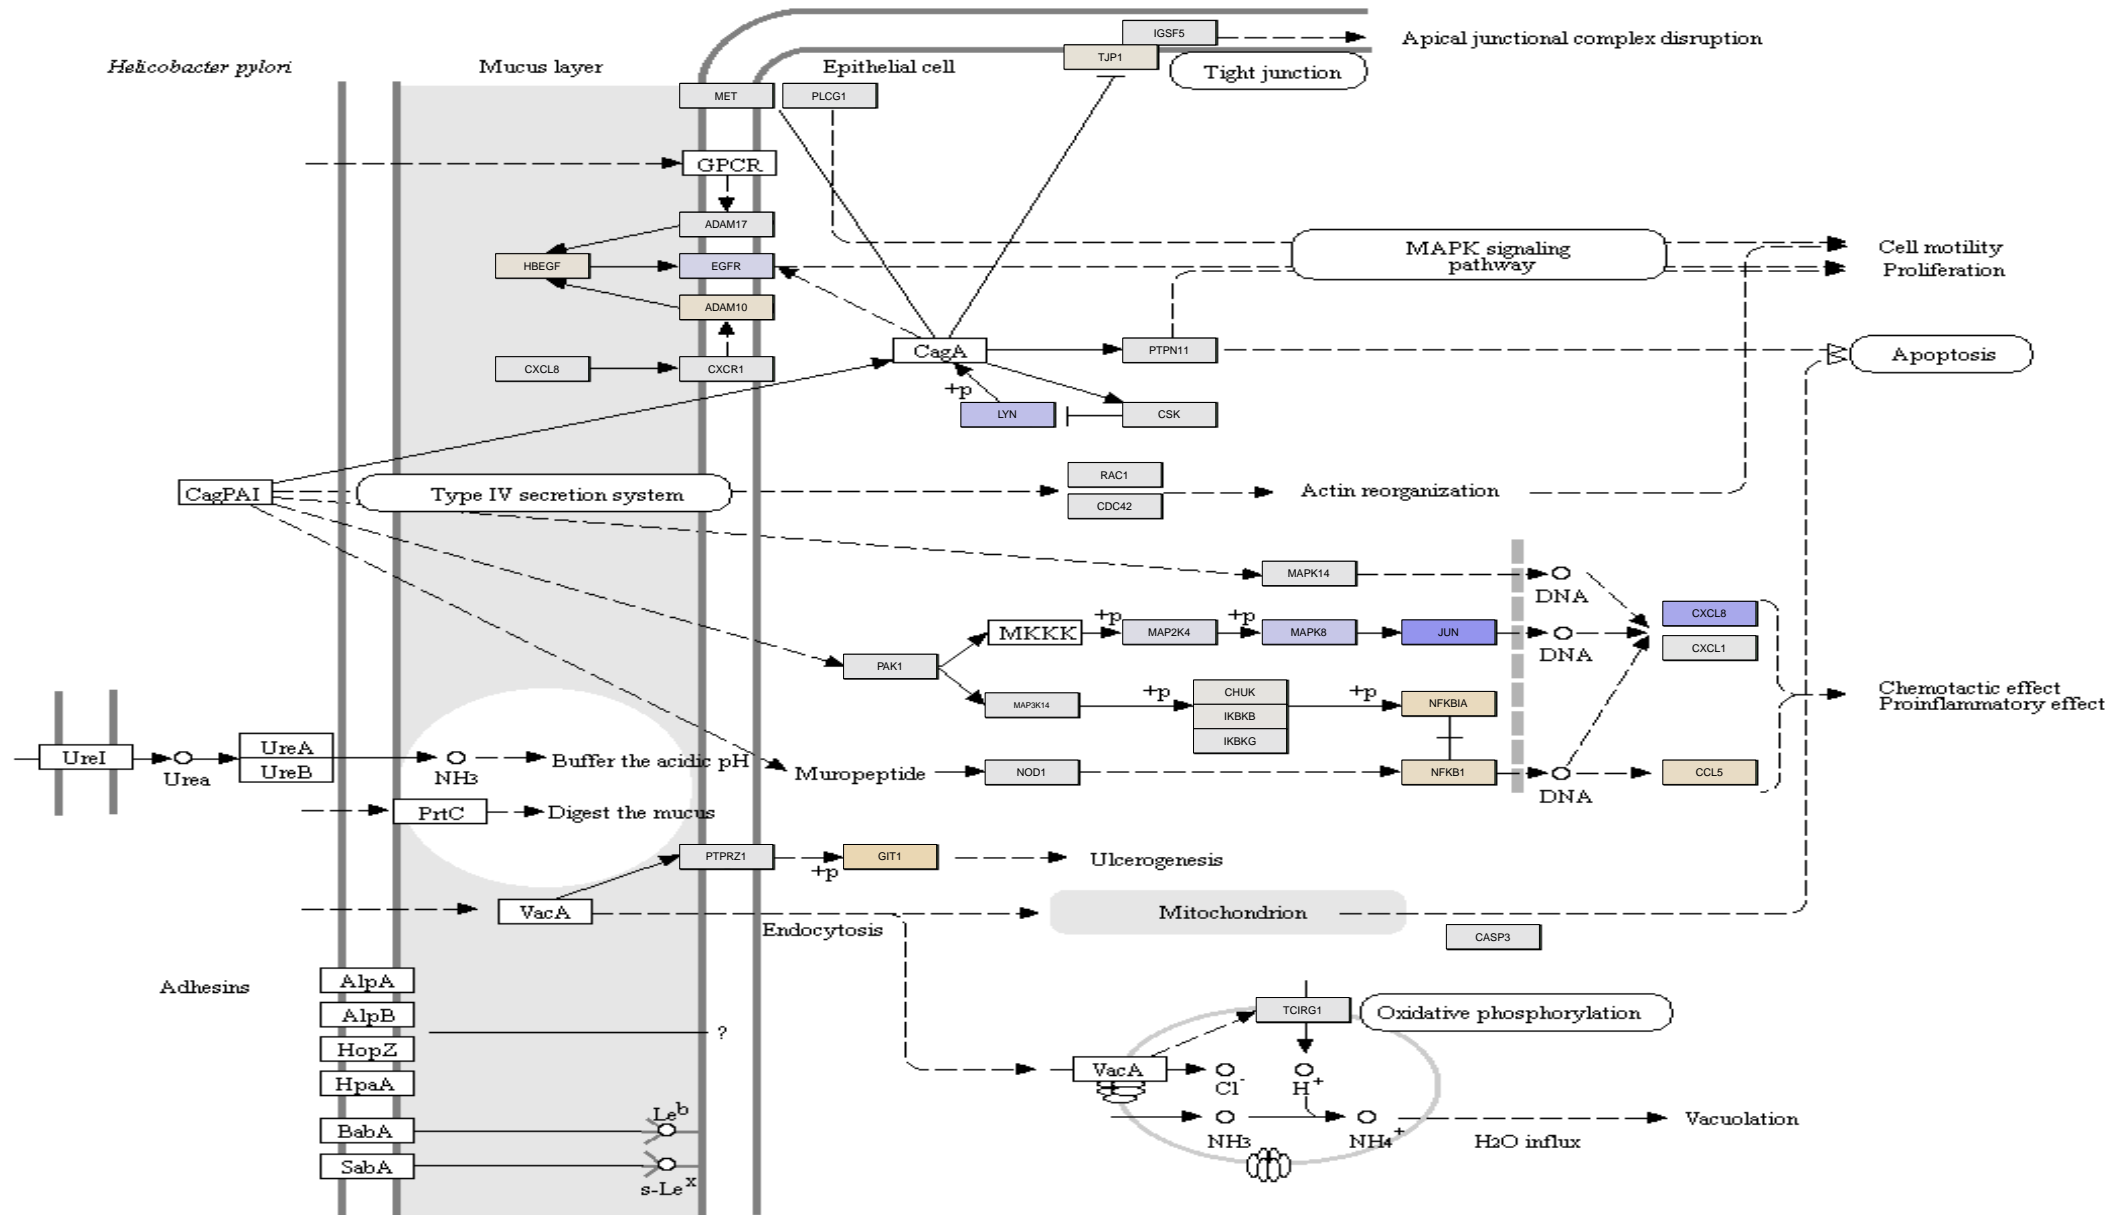 IGSF5
Apical junctional complex disruption
TJP1
Helicobacter pylori
Mucus layer
Epithelial cell
Tight junction
MET
PLCG1
GPCR
ADAM17
MAPK signaling
pathway
Cell motility
Proliferation
HBEGF
EGFR
ADAM10
CagA
PTPN11
Apoptosis
CXCL8
CXCR1
+p
LYN
CSK
RAC1
CagPAI
Type IV secretion system
Actin reorganization
CDC42
MAPK14
DNA
CXCL8
+p
+p
MKKK
MAP2K4
MAPK8
JUN
DNA
CXCL1
PAK1
MAP3K14
+p
CHUK
IKBKB
IKBKG
+p
NFKBIA
Chemotactic effect
Proinflammatory effect
UreI
Urea
UreA
UreB
NH3
Buffer the acidic pH
Muropeptide
NOD1
NFKB1
DNA
CCL5
PrtC
Digest the mucus
PTPRZ1
+p
GIT1
Ulcerogenesis
VacA
Endocytosis
Mitochondrion
CASP3
Adhesins
AlpA
AlpB
HopZ
HpaA
BabA
SabA
?
Le b
s-Le x
TCIRG1
Oxidative phosphorylation
VacA
Cl-
H+
NH3
NH4+
H2O influx
Vacuolation